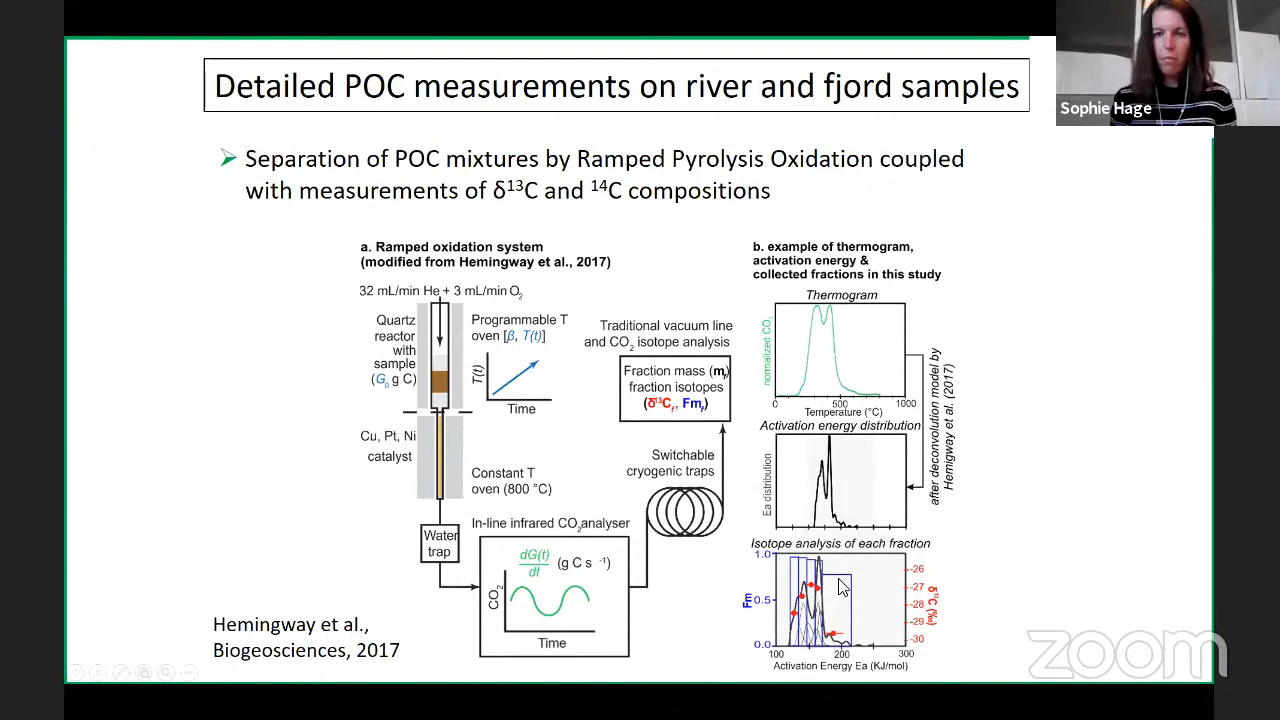 Detailed POC measurements on river and fjord samples
Sophie Hage
Separation of POC mixtures by Ramped Pyrolysis Oxidation coupled
with measurements of δ¹³C and ¹⁴C compositions
a. Ramped oxidation system
(modified from Hemingway et al., 2017)
32 mL/min He + 3 mL/min O₂
Quartz
reactor
with
sample
(G₀ g C)
Programmable T
oven [β, T(t)]
T(t)
Time
Cu, Pt, Ni
catalyst
Constant T
oven (800 °C)
Water
trap
In-line infrared CO₂ analyser
dG(t)
dt
(g C s ⁻¹)
CO₂
Time
Traditional vacuum line
and CO₂ isotope analysis
Fraction mass (m_f)
fraction isotopes
(δ¹³C_f, Fm_f)
Switchable
cryogenic traps
b. example of thermogram,
activation energy &
collected fractions in this study
Thermogram
normalized CO₂
0 500 1000
Temperature (°C)
Activation energy distribution
Ea distribution
after deconvolution model by
Hemigway et al. (2017)
Isotope analysis of each fraction
1.0
Fm 0.5
0.0
-26
-27
-28
-29
-30
δ¹³C (‰)
100 200 300
Activation Energy Ea (KJ/mol)
Hemingway et al.,
Biogeosciences, 2017
zoom